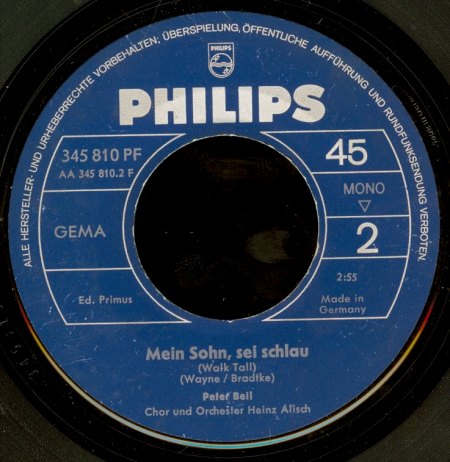 ALLE HERSTELLER- UND URHEBERRECHTE VORBEHALTEN; ÜBERSPIELUNG, ÖFFENTLICHE AUFFÜHRUNG UND RUNDFUNKSENDUNG VERBOTEN.
PHILIPS
PHILIPS
345 810 PF
AA 345 810.2 F
GEMA
Ed. Primus
45
MONO
2
2:55
Made in
Germany
Mein Sohn, sei schlau
(Walk Tall)
(Wayne / Bradtke)
Peter Beil
Chor und Orchester Heinz Alisch